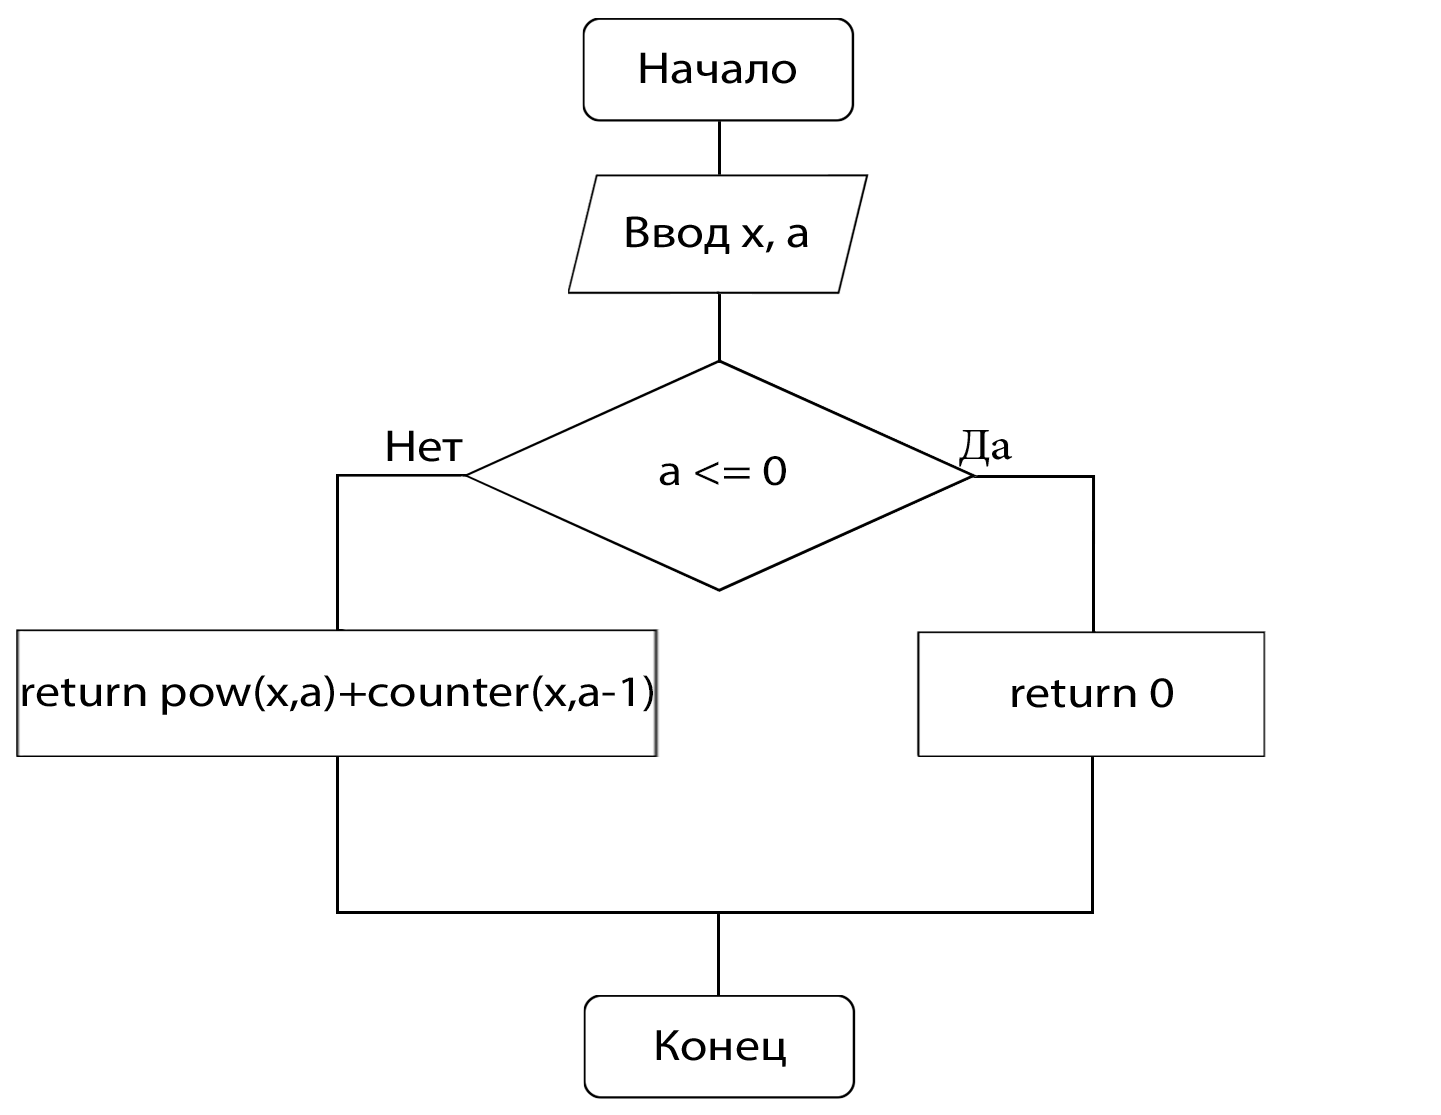 Начало
Ввод x, a
Нет
Да
a <= 0
return pow(x,a)+counter(x,a-1)
return 0
Конец